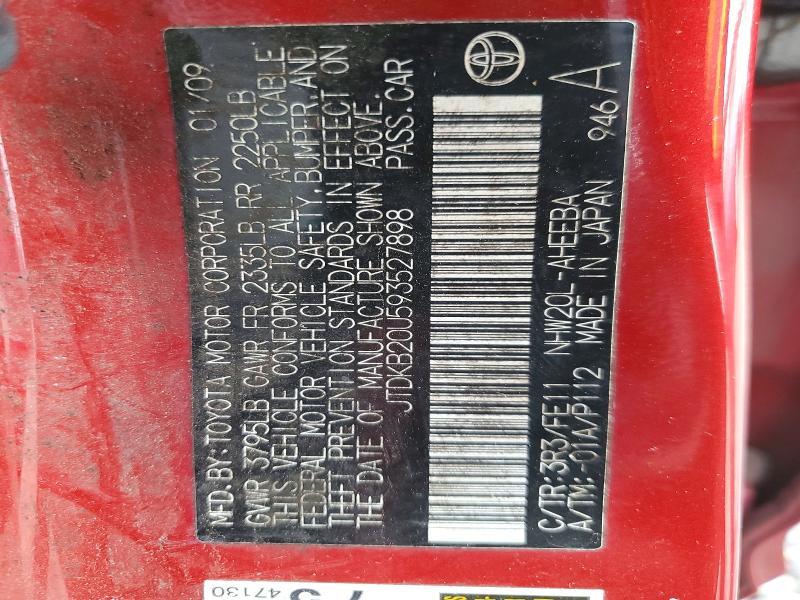 MFD.BY:TOYOTA MOTOR CORPORATION 01/09
GVWR 3795LB GAWR FR 2335LB RR 2250LB
THIS VEHICLE CONFORMS TO ALL APPLICABLE
FEDERAL MOTOR VEHICLE SAFETY, BUMPER, AND
THEFT PREVENTION STANDARDS IN EFFECT ON
THE DATE OF MANUFACTURE SHOWN ABOVE.
JTDKB20U593527898 PASS.CAR
C/TR:3R3/FE11 NHW20L-AHEEBA
A/TM:-01A/P112 MADE IN JAPAN 946 A
47130